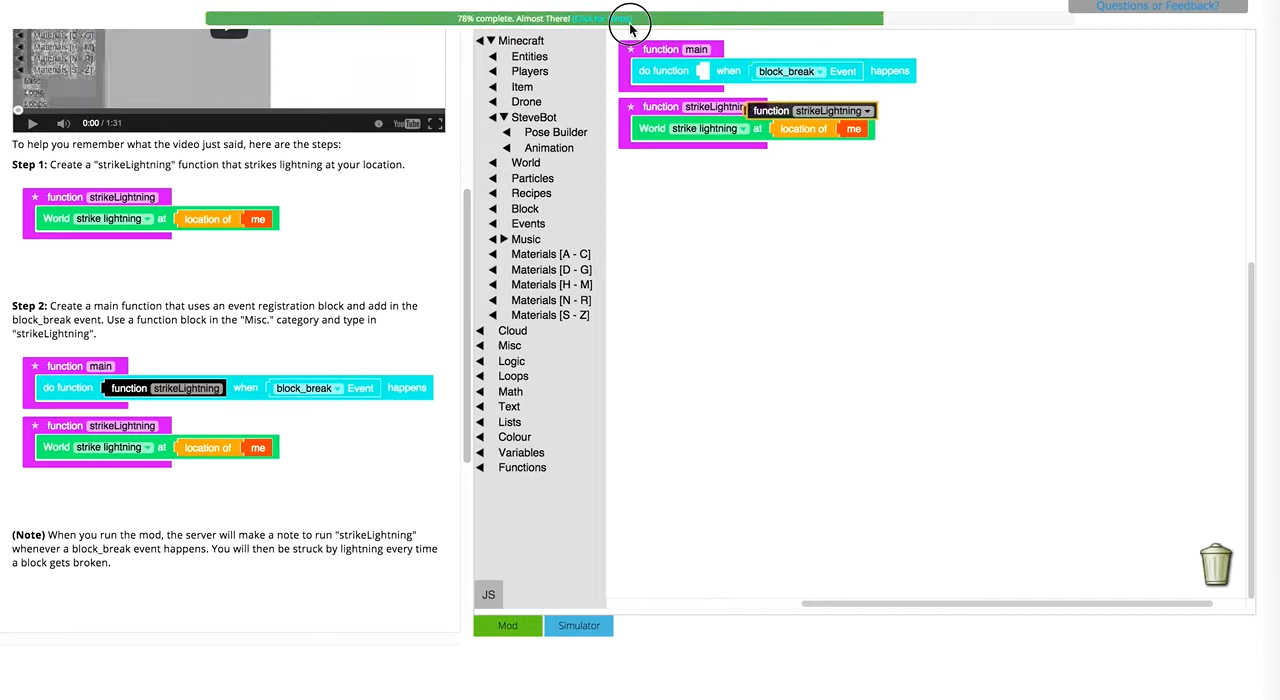 Questions or Feedback?
78% complete. Almost There!
Materials [H - M]
Materials [N - R]
Materials [S - Z]
Logic
Loops
0:00 / 1:31
YouTube
To help you remember what the video just said, here are the steps:
Step 1: Create a "strikeLightning" function that strikes lightning at your location.
function strikeLightning
World strike lightning at location of me
Step 2: Create a main function that uses an event registration block and add in the
block_break event. Use a function block in the "Misc." category and type in
"strikeLightning".
function main
do function function strikeLightning when block_break Event happens
function strikeLightning
World strike lightning at location of me
(Note) When you run the mod, the server will make a note to run "strikeLightning"
whenever a block_break event happens. You will then be struck by lightning every time
a block gets broken.
Minecraft
Entities
Players
Item
Drone
SteveBot
Pose Builder
Animation
World
Particles
Recipes
Block
Events
Music
Materials [A - C]
Materials [D - G]
Materials [H - M]
Materials [N - R]
Materials [S - Z]
Cloud
Misc
Logic
Loops
Math
Text
Lists
Colour
Variables
Functions
JS
Mod
Simulator
function main
do function when block_break Event happens
function strikeLightnin function strikeLightning
World strike lightning at location of me